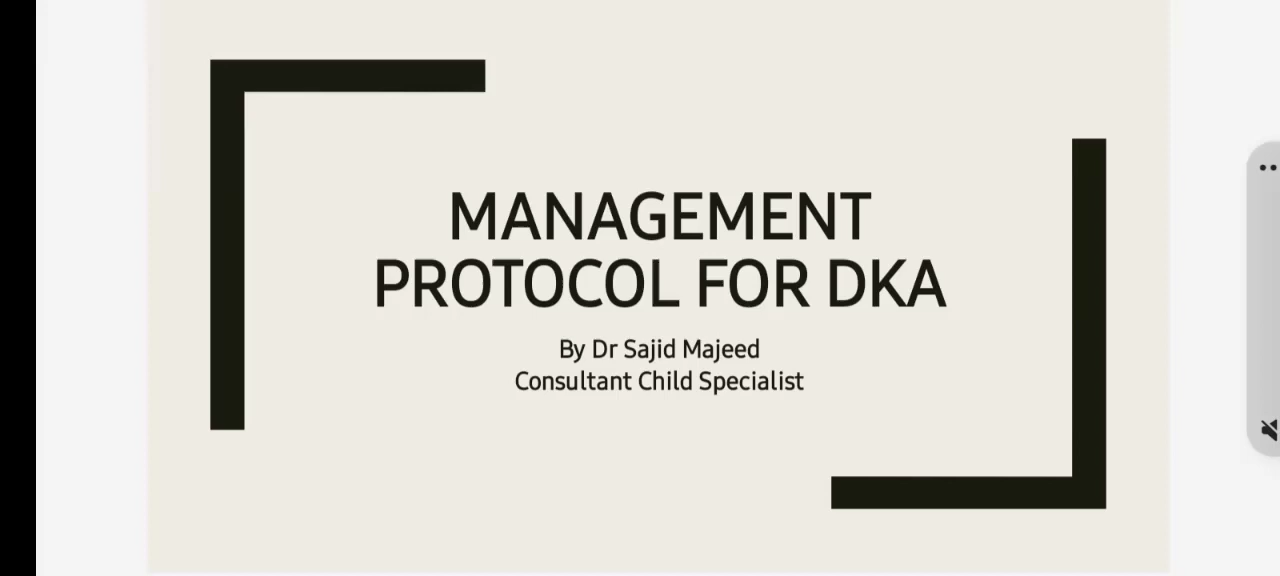 MANAGEMENT
PROTOCOL FOR DKA
By Dr Sajid Majeed
Consultant Child Specialist